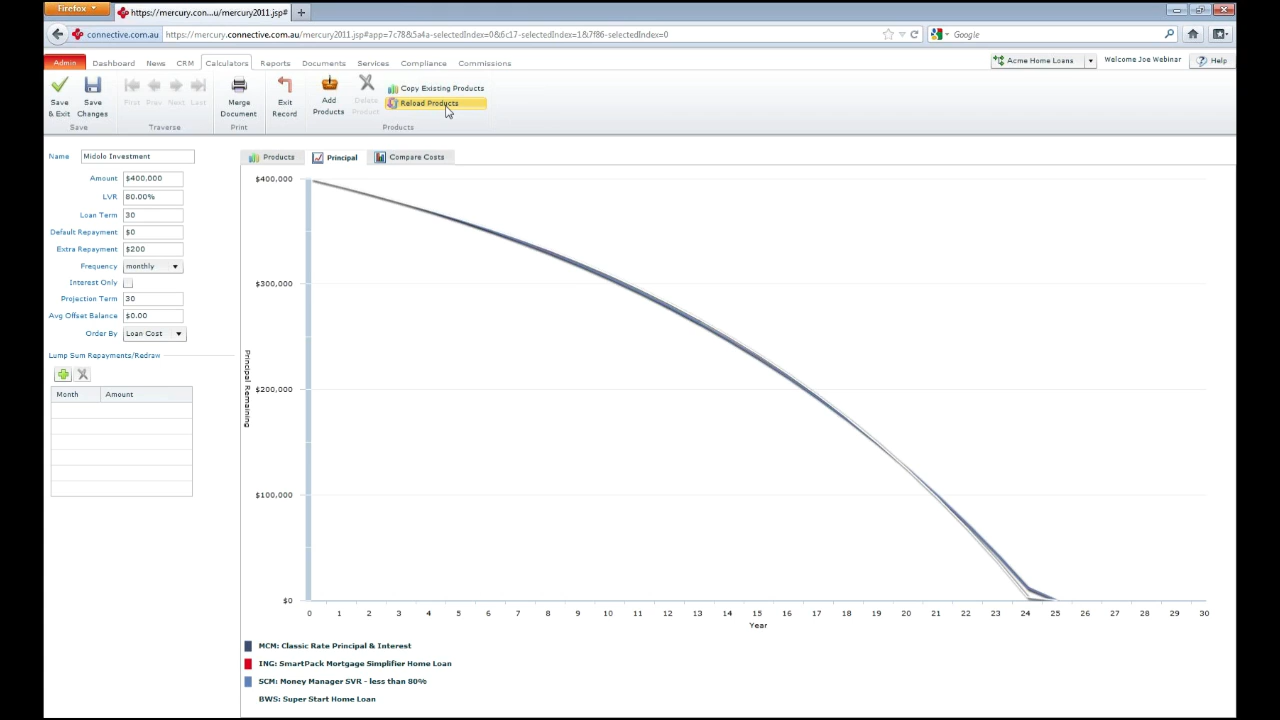 Firefox
https://mercury.con...u/mercury2011.jsp#
connective.com.au
https://mercury.connective.com.au/mercury2011.jsp#app=7c78&5a4a-selectedIndex=0&6c17-selectedIndex=1&7f86-selectedIndex=0
Google
Admin Dashboard News CRM Calculators Reports Documents Services Compliance Commissions
Acme Home Loans
Welcome Joe Webinar
Help
Save & Exit
Save Changes
Save
First Prev Next Last
Traverse
Merge Document
Print
Exit Record
Add Products
Delete Product
Copy Existing Products
Reload Products
Products
Name Midolo Investment
Amount $400,000
LVR 80.00%
Loan Term 30
Default Repayment $0
Extra Repayment $200
Frequency monthly
Interest Only
Projection Term 30
Avg Offset Balance $0.00
Order By Loan Cost
Lump Sum Repayments/Redraw
Month Amount
Products Principal Compare Costs
$400,000
$300,000
$200,000
$100,000
$0
Principal Remaining
0 1 2 3 4 5 6 7 8 9 10 11 12 13 14 15 16 17 18 19 20 21 22 23 24 25 26 27 28 29 30
Year
MCM: Classic Rate Principal & Interest
ING: SmartPack Mortgage Simplifier Home Loan
SCM: Money Manager SVR - less than 80%
BWS: Super Start Home Loan